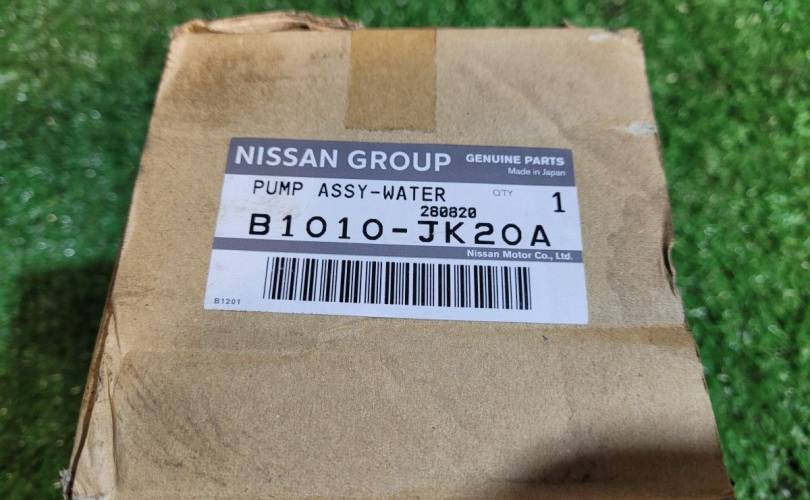 NISSAN GROUP GENUINE PARTS
Made in Japan
PUMP ASSY-WATER QTY 1
280820
B1010-JK20A
Nissan Motor Co., Ltd.
B1201